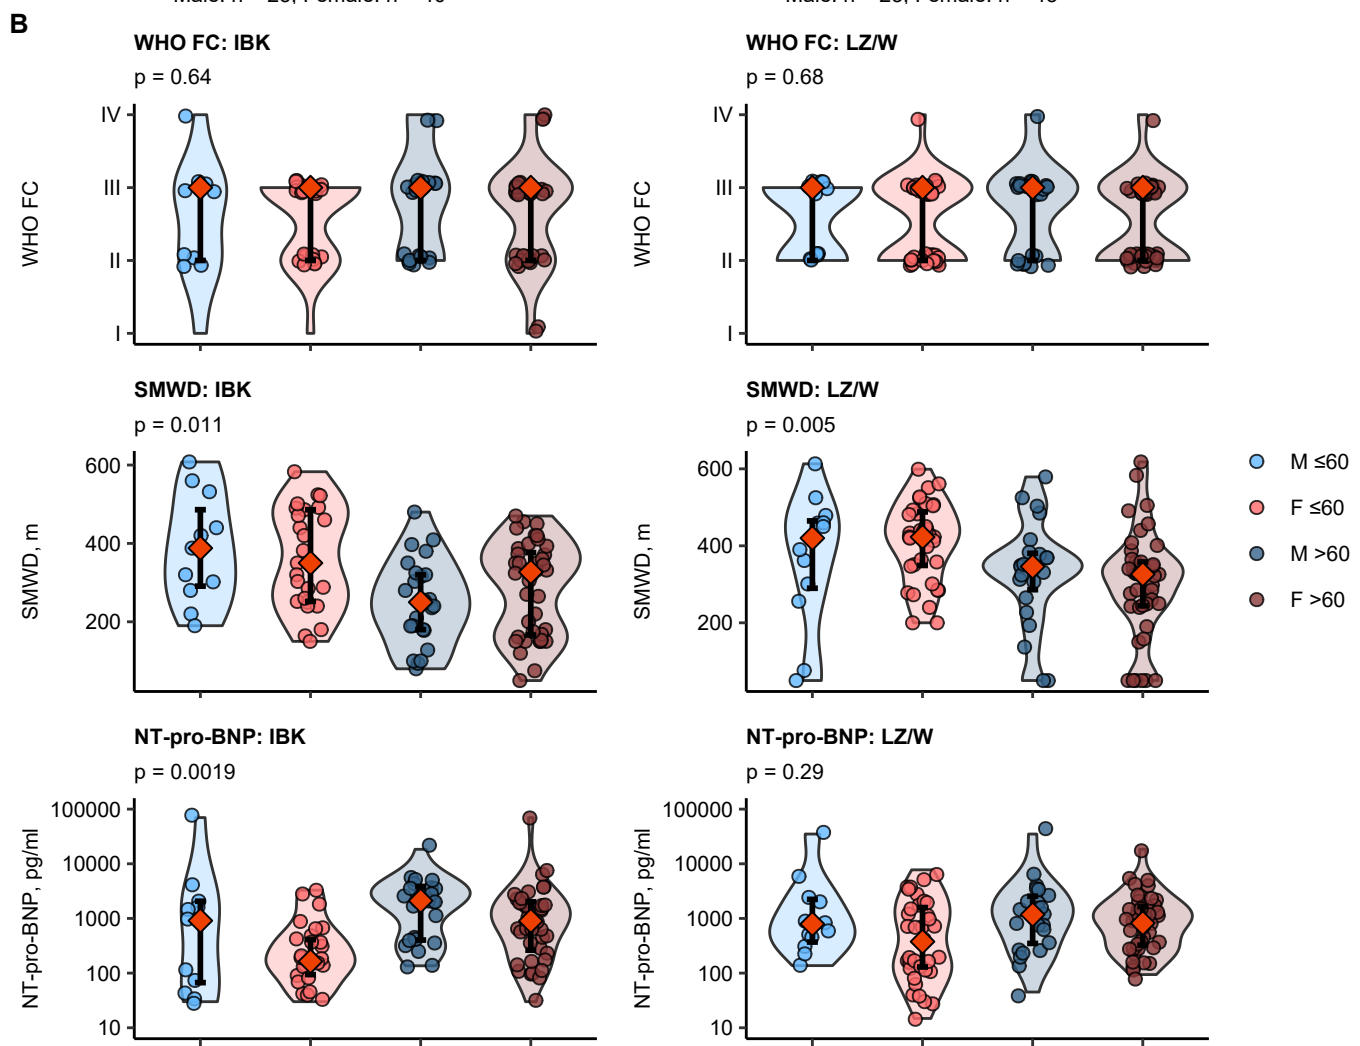 B
WHO FC: IBK
p = 0.64
WHO FC
IV
III
II
I
WHO FC: LZ/W
p = 0.68
WHO FC
IV
III
II
I
SMWD: IBK
p = 0.011
SMWD, m
600
400
200
SMWD: LZ/W
p = 0.005
SMWD, m
600
400
200
M ≤60
F ≤60
M >60
F >60
NT-pro-BNP: IBK
p = 0.0019
NT-pro-BNP, pg/ml
100000
10000
1000
100
10
NT-pro-BNP: LZ/W
p = 0.29
NT-pro-BNP, pg/ml
100000
10000
1000
100
10